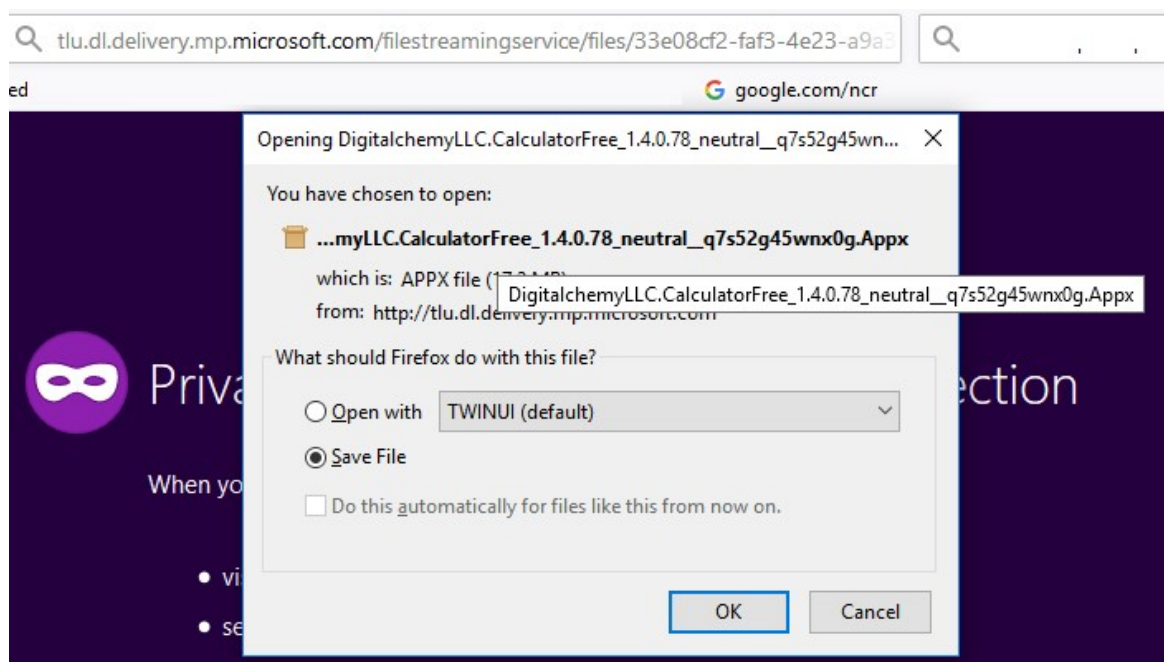 tlu.dl.delivery.mp.microsoft.com/filestreamingservice/files/33e08cf2-faf3-4e23-a9a3
ed
google.com/ncr
Opening DigitalchemyLLC.CalculatorFree_1.4.0.78_neutral__q7s52g45wn...
You have chosen to open:
...myLLC.CalculatorFree_1.4.0.78_neutral__q7s52g45wnx0g.Appx
which is: APPX file
DigitalchemyLLC.CalculatorFree_1.4.0.78_neutral__q7s52g45wnx0g.Appx
from: http://tlu.dl.delivery.mp.microsoft.com
What should Firefox do with this file?
Priva
ection
Open with TWINUI (default)
Save File
When yo
Do this automatically for files like this from now on.
• vi
• se
OK Cancel